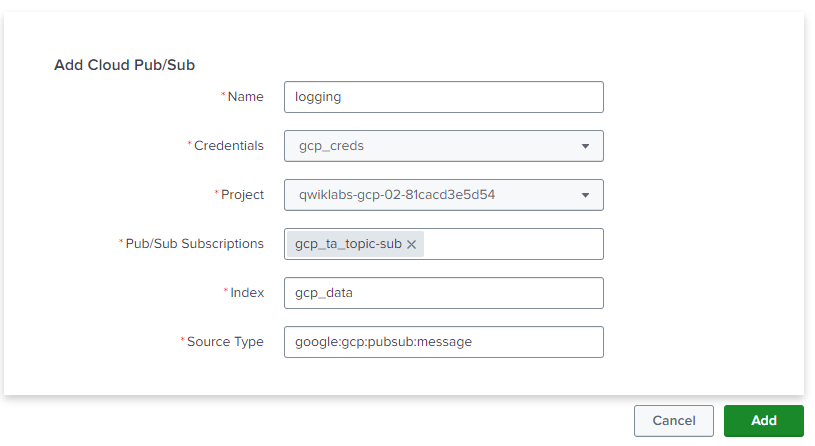 Add Cloud Pub/Sub
*Name logging
*Credentials gcp_creds
*Project qwiklabs-gcp-02-81cacd3e5d54
*Pub/Sub Subscriptions gcp_ta_topic-sub ×
*Index gcp_data
*Source Type google:gcp:pubsub:message
Cancel Add